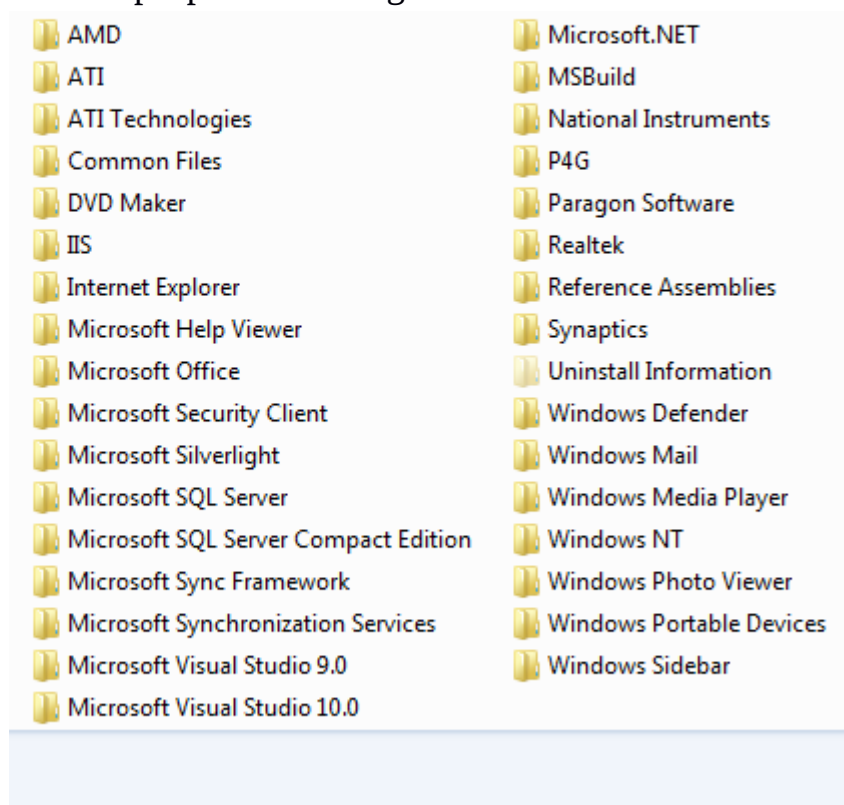 AMD
ATI
ATI Technologies
Common Files
DVD Maker
IIS
Internet Explorer
Microsoft Help Viewer
Microsoft Office
Microsoft Security Client
Microsoft Silverlight
Microsoft SQL Server
Microsoft SQL Server Compact Edition
Microsoft Sync Framework
Microsoft Synchronization Services
Microsoft Visual Studio 9.0
Microsoft Visual Studio 10.0
Microsoft.NET
MSBuild
National Instruments
P4G
Paragon Software
Realtek
Reference Assemblies
Synaptics
Uninstall Information
Windows Defender
Windows Mail
Windows Media Player
Windows NT
Windows Photo Viewer
Windows Portable Devices
Windows Sidebar